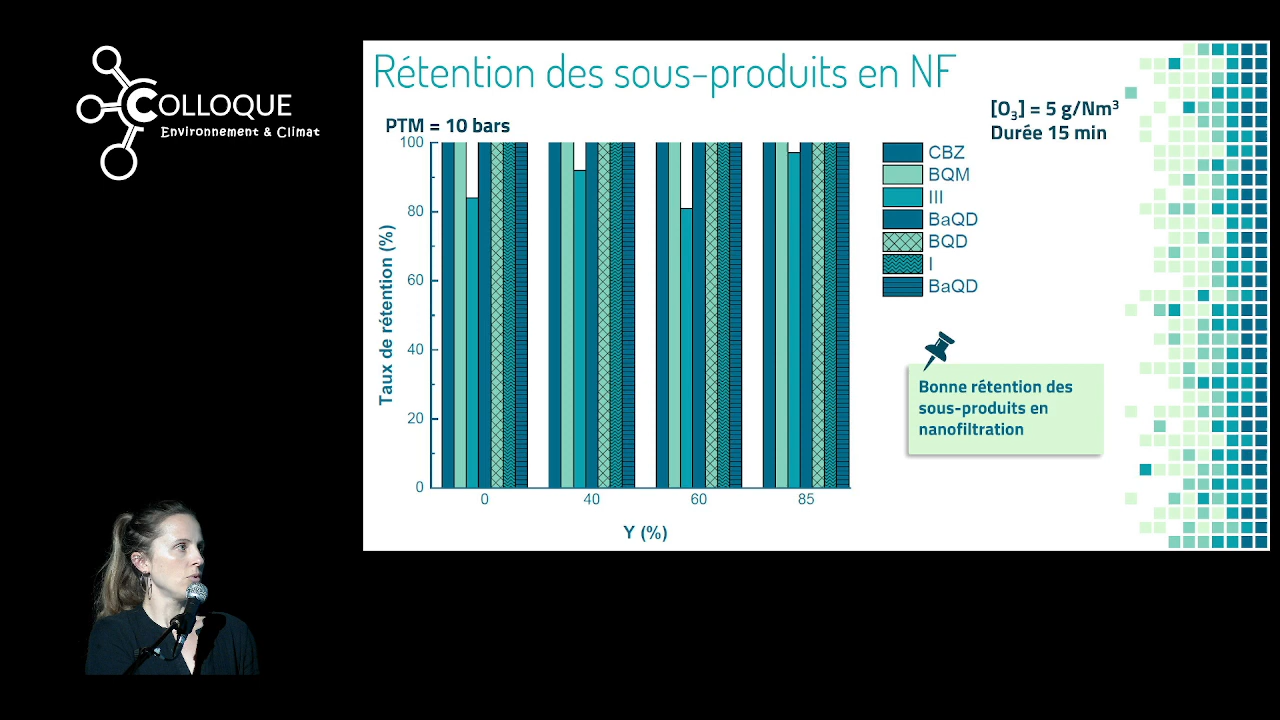 COLLOQUE
Environnement & Climat
Rétention des sous-produits en NF
[O₃] = 5 g/Nm³
Durée 15 min
PTM = 10 bars
Taux de rétention (%)
100
80
60
40
20
0
0 40 60 85
Y (%)
CBZ
BQM
III
BaQD
BQD
I
BaQD
Bonne rétention des
sous-produits en
nanofiltration